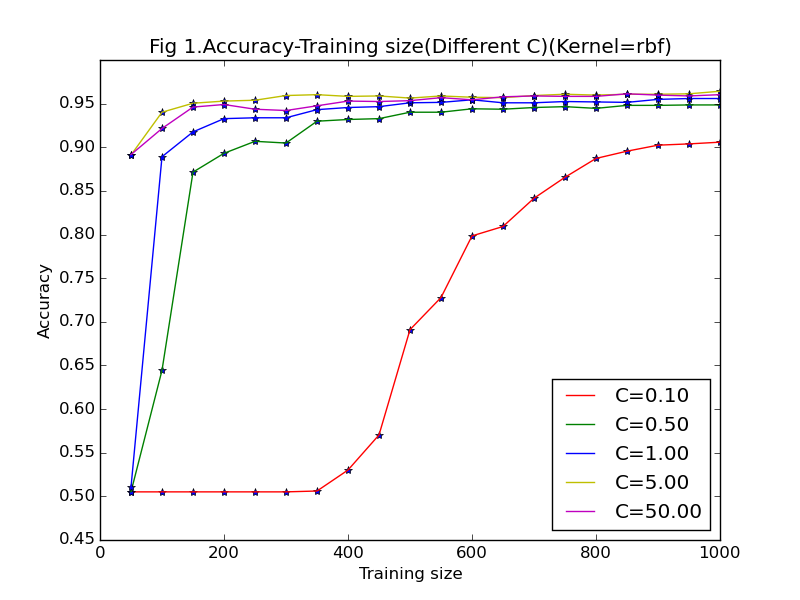 Fig 1.Accuracy-Training size(Different C)(Kernel=rbf)
Accuracy
0.95
0.90
0.85
0.80
0.75
0.70
0.65
0.60
0.55
0.50
0.45
C=0.10
C=0.50
C=1.00
C=5.00
C=50.00
0 200 400 600 800 1000
Training size